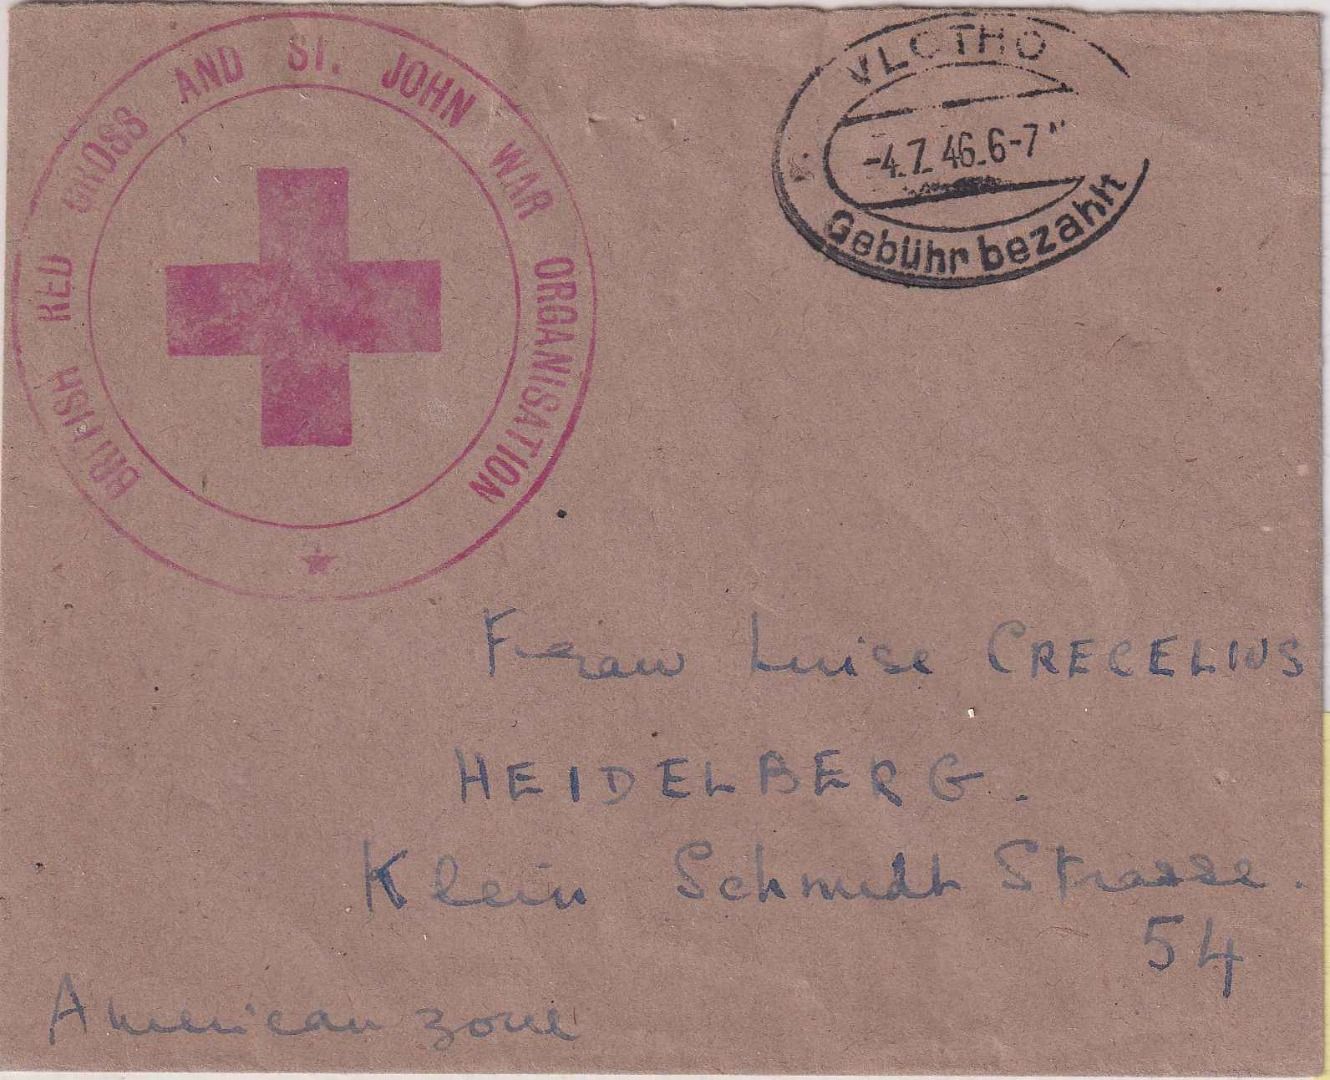 BRITISH RED CROSS AND ST. JOHN WAR ORGANISATION
VLOTHO
-4.7.46.6-7
Gebühr bezahlt
Frau Luise CRECELIUS
HEIDELBERG.
Klein Schmidt Strasse.
54
American zone